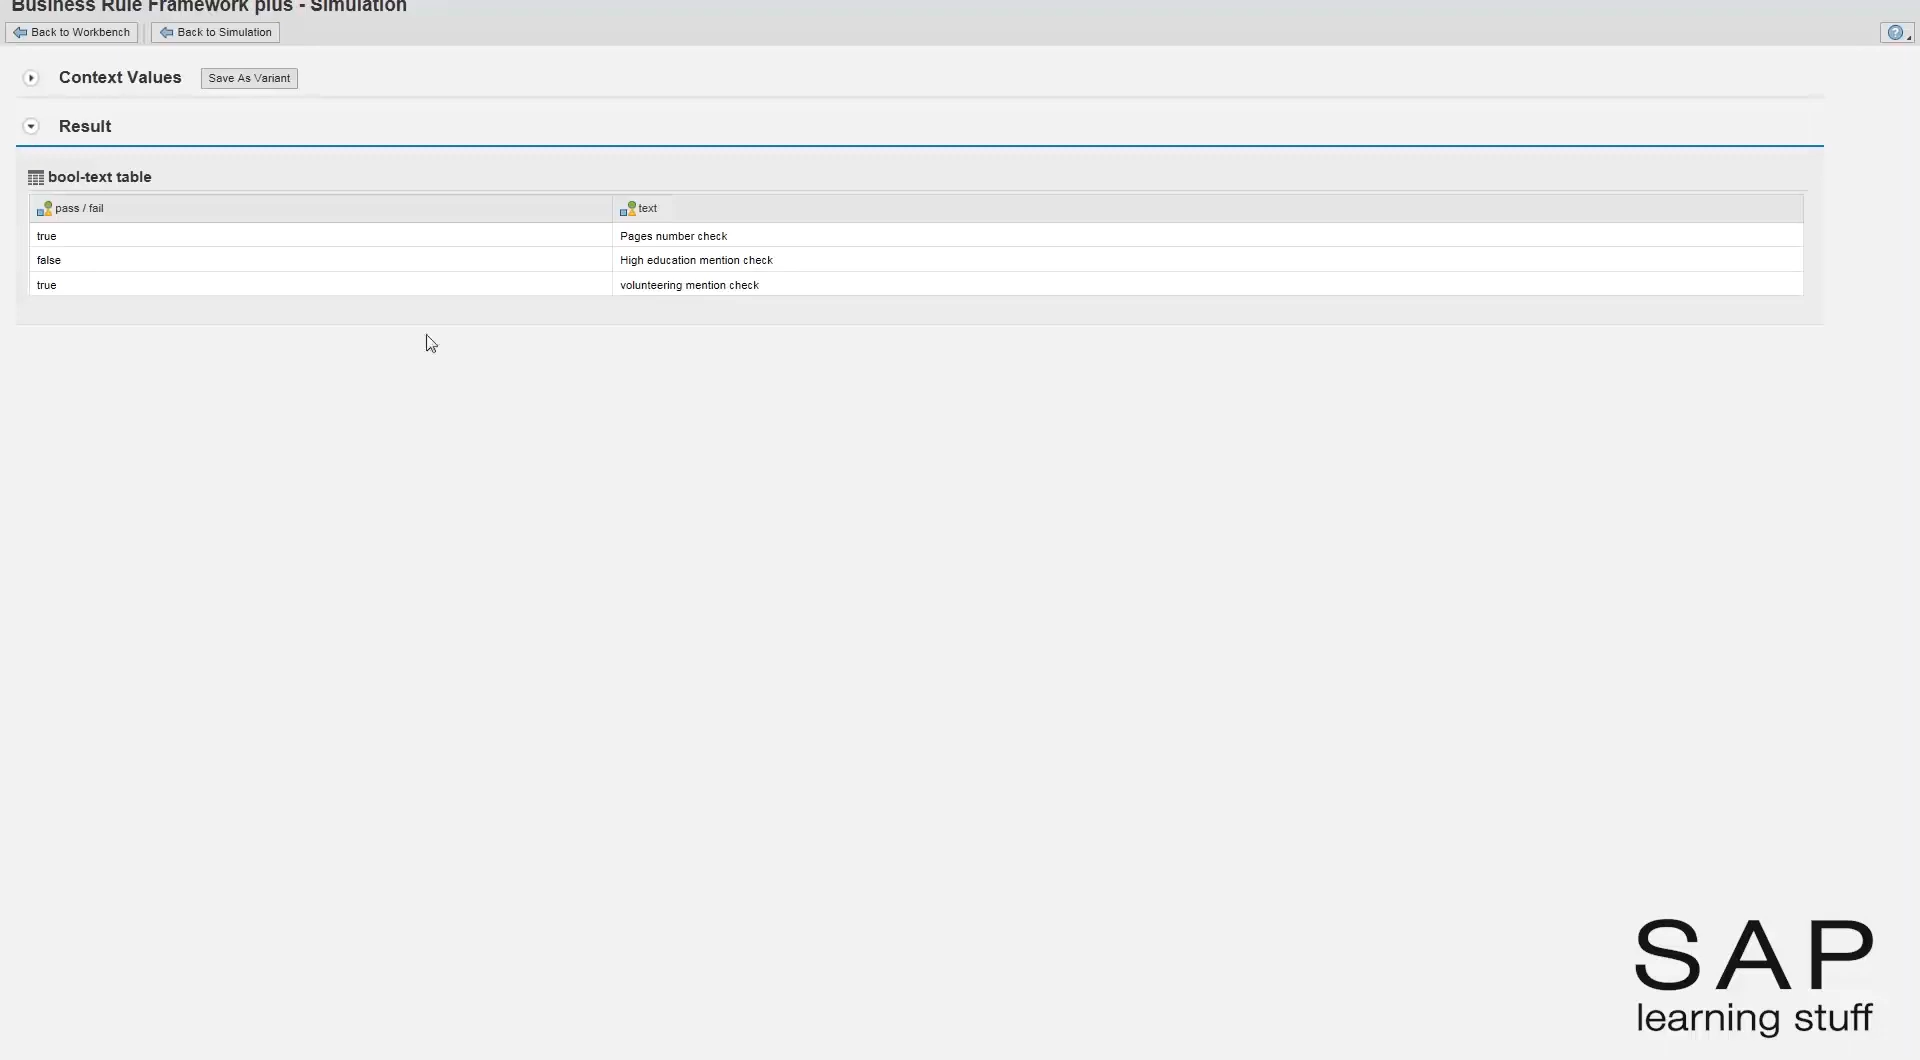 Business Rule Framework plus - Simulation
Back to Workbench
Back to Simulation
Context Values
Save As Variant
Result
bool-text table
pass / fail
text
true
Pages number check
false
High education mention check
true
volunteering mention check
SAP
learning stuff